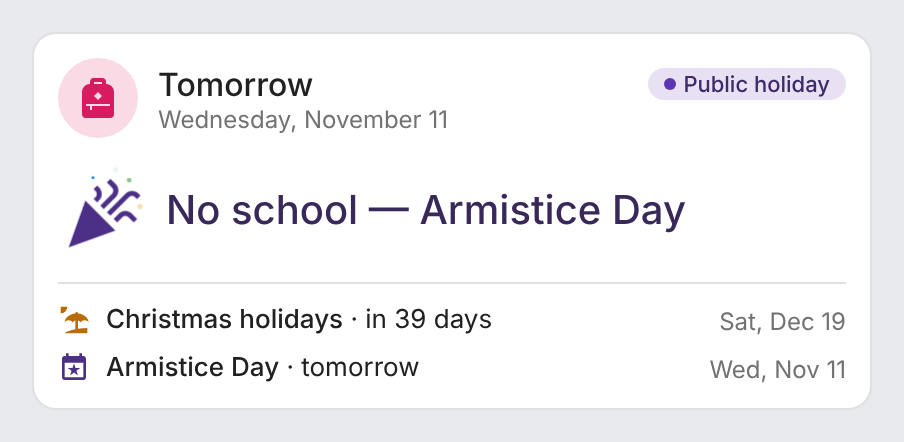 Tomorrow
Public holiday
Wednesday, November 11
No school — Armistice Day
Christmas holidays · in 39 days
Sat, Dec 19
Armistice Day · tomorrow
Wed, Nov 11